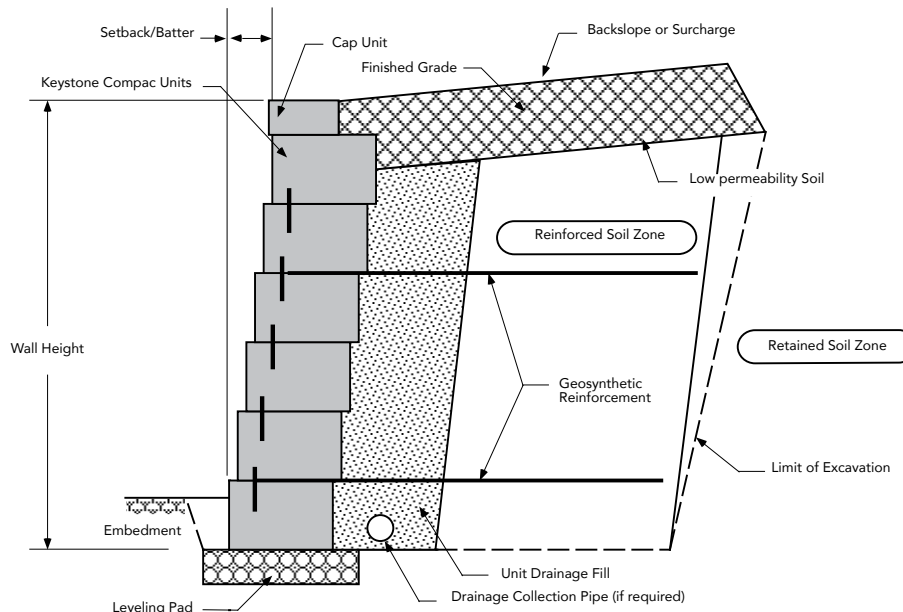 Setback/Batter
Cap Unit
Backslope or Surcharge
Finished Grade
Keystone Compac Units
Low permeability Soil
Reinforced Soil Zone
Wall Height
Retained Soil Zone
Geosynthetic
Reinforcement
Limit of Excavation
Embedment
Unit Drainage Fill
Drainage Collection Pipe (if required)
Leveling Pad